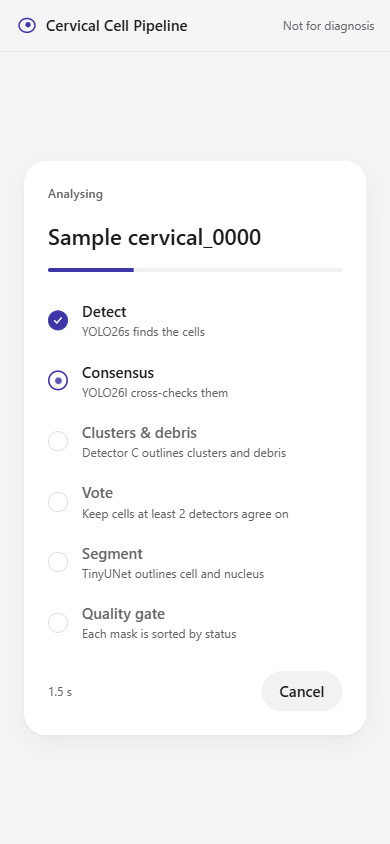 Cervical Cell Pipeline
Not for diagnosis
Analysing
Sample cervical_0000
Detect
YOLO26s finds the cells
Consensus
YOLO26l cross-checks them
Clusters & debris
Detector C outlines clusters and debris
Vote
Keep cells at least 2 detectors agree on
Segment
TinyUNet outlines cell and nucleus
Quality gate
Each mask is sorted by status
1.5 s
Cancel